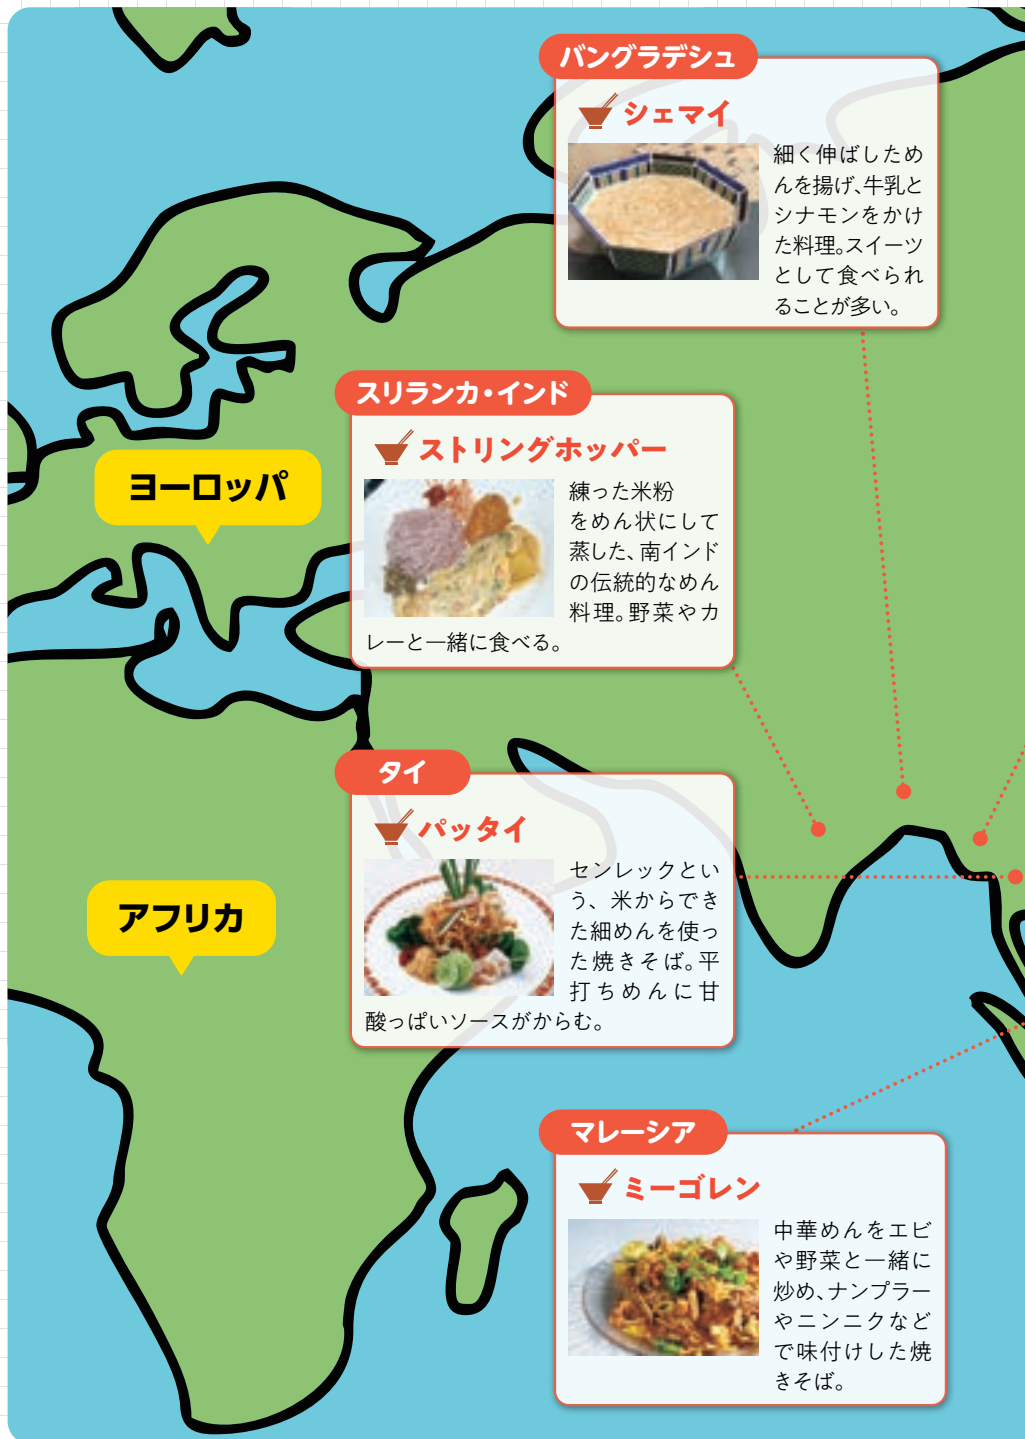 バングラデシュ
シェマイ
細く伸ばしため
んを揚げ、牛乳と
シナモンをかけ
た料理。スイーツ
として食べられ
ることが多い。
スリランカ・インド
ストリングホッパー
練った米粉
をめん状にして
蒸した、南インド
の伝統的なめん
料理。野菜やカ
レーと一緒に食べる。
ヨーロッパ
タイ
パッタイ
センレックとい
う、米からでき
た細めんを使っ
た焼きそば。平
打ちめんに甘
酸っぱいソースがからむ。
アフリカ
マレーシア
ミーゴレン
中華めんをエビ
や野菜と一緒に
炒め、ナンプラー
やニンニクなど
で味付けした焼
きそば。